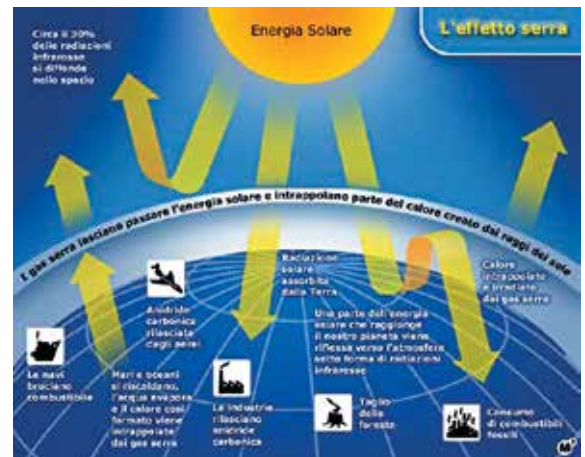 Circa il 30%
delle radiazioni
infrarosse
si diffonde
nello spazio
Energia Solare
L'effetto serra
I gas serra lasciano passare l'energia solare e intrappolano parte del calore creato dai raggi del sole
Anidride
carbonica
rilasciata
dagli aerei
Radiazione
solare
assorbita
dalla Terra
Calore
intrappolato
e irradiato
dai gas serra
Una parte dell'energia
solare che raggiunge
il nostro pianeta viene
riflessa verso l'atmosfera
sotto forma di radiazioni
infrarosse
Le navi
bruciano
combustibile
Mari e oceani
si riscaldano,
l'acqua evapora
e il calore così
formato viene
intrappolato
dai gas serra
Le industrie
rilasciano
anidride
carbonica
Taglio
delle
foreste
Consumo
di combustibili
fossili